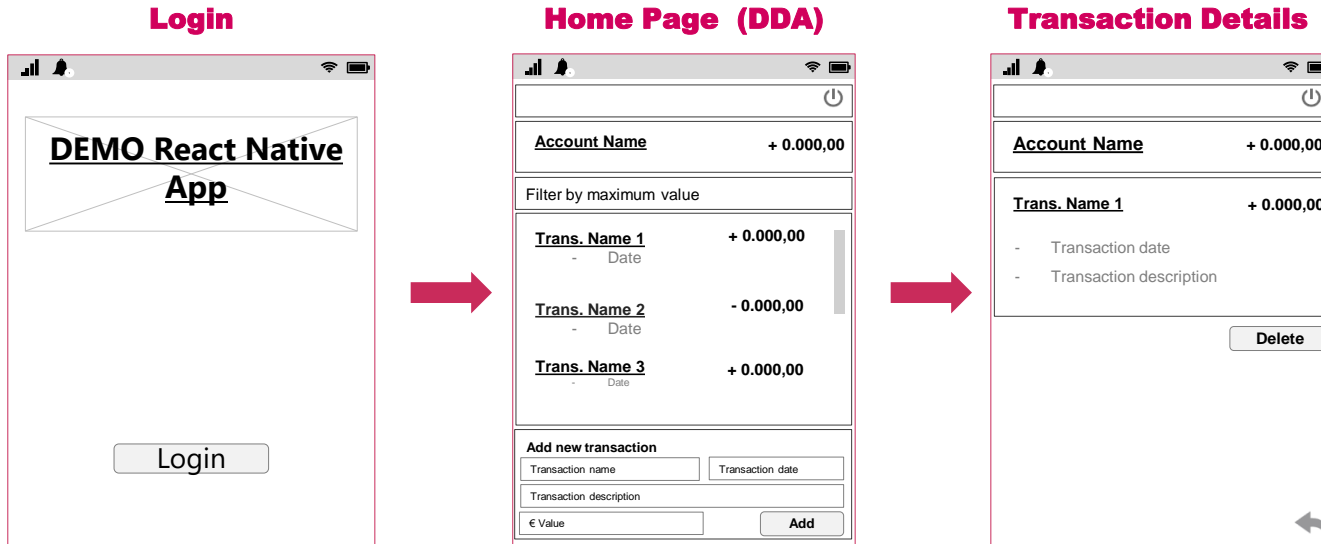 Login
DEMO React Native
App
Login
Home Page (DDA)
Account Name + 0.000,00
Filter by maximum value
Trans. Name 1 + 0.000,00
- Date
Trans. Name 2 - 0.000,00
- Date
Trans. Name 3 + 0.000,00
- Date
Add new transaction
Transaction name Transaction date
Transaction description
€ Value Add
Transaction Details
Account Name + 0.000,00
Trans. Name 1 + 0.000,00
- Transaction date
- Transaction description
Delete